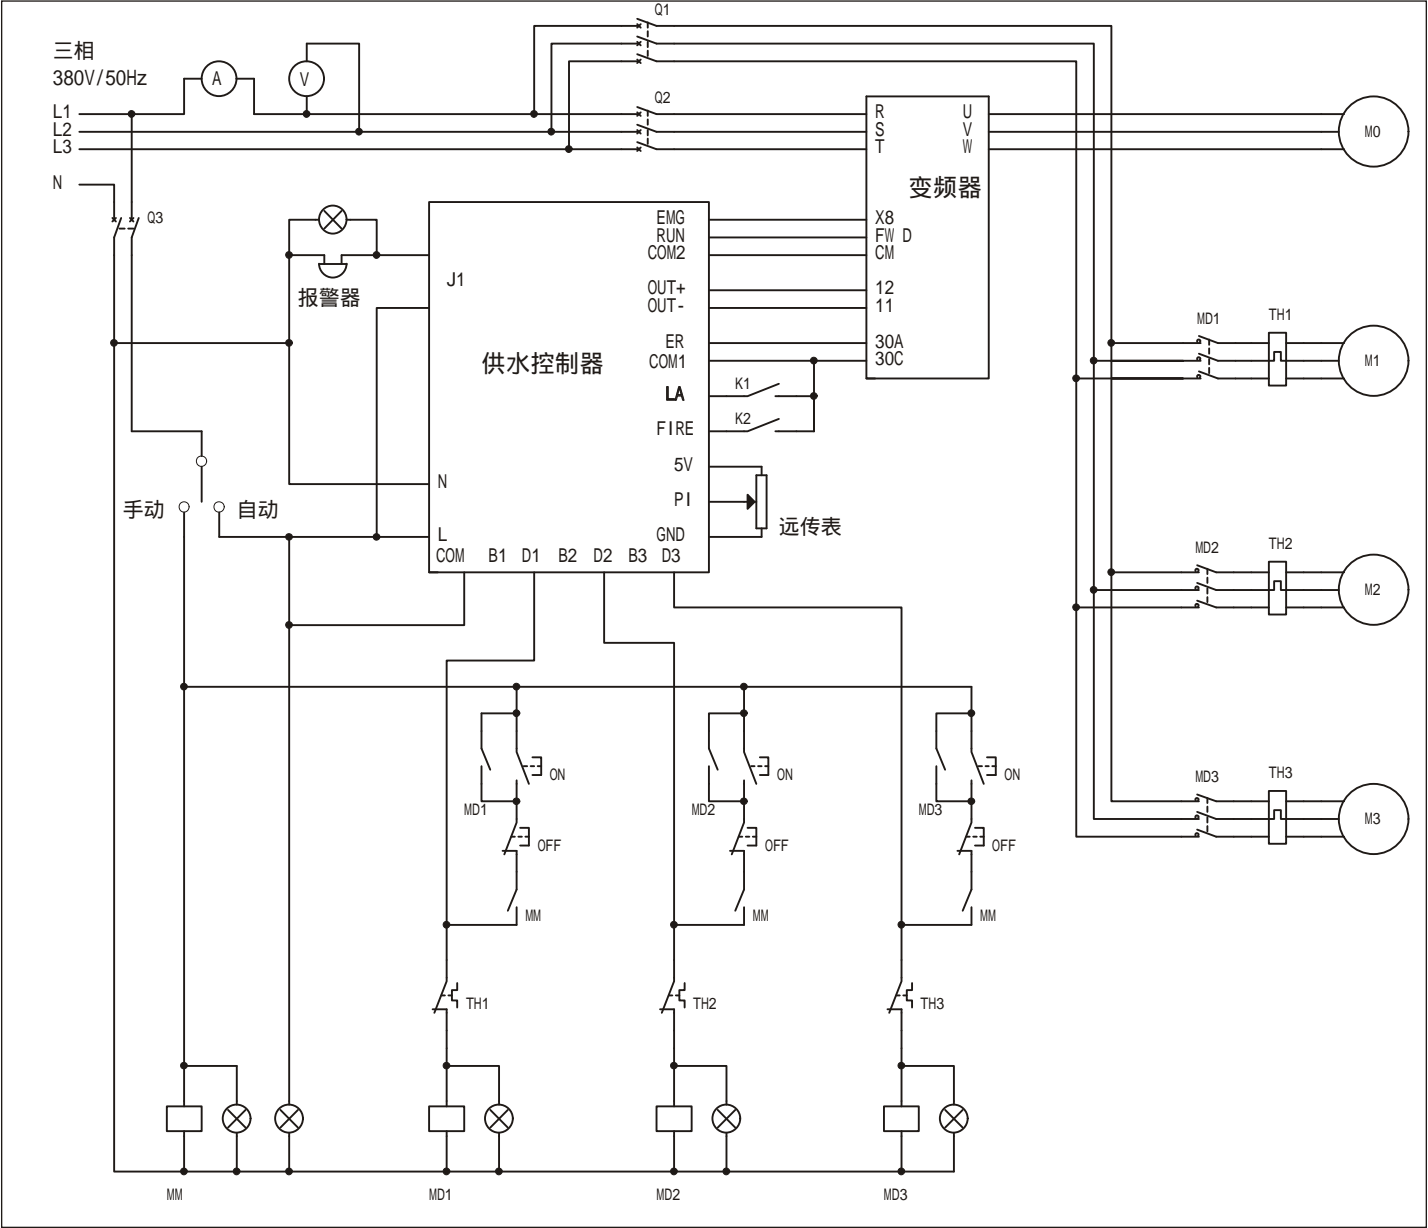 Q1
三相
380V/50Hz
A
V
L1
L2
L3
Q2
R
S
T
U
V
W
M0
N
Q3
变频器
EMG
RUN
COM2
X8
FW D
CM
J1
报警器
OUT+
OUT-
12
11
ER
COM1
30A
30C
供水控制器
LA
K1
FIRE
K2
MD1
TH1
M1
5V
N
PI
手动
自动
远传表
L
GND
COM
B1
D1
B2
D2
B3
D3
MD2
TH2
M2
MD3
TH3
M3
ON
ON
ON
MD1
MD2
MD3
OFF
OFF
OFF
MM
MM
MM
TH1
TH2
TH3
MM
MD1
MD2
MD3